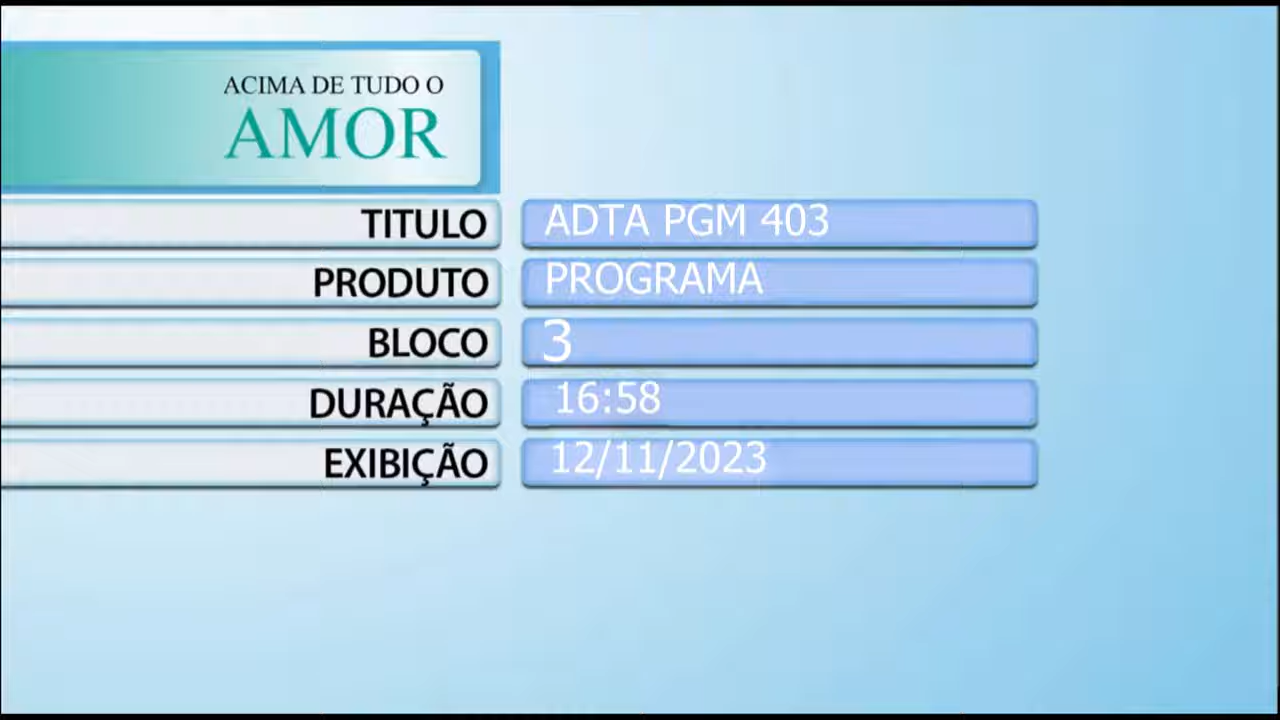 ACIMA DE TUDO O
AMOR
TITULO ADTA PGM 403
PRODUTO PROGRAMA
BLOCO 3
DURAÇÃO 16:58
EXIBIÇÃO 12/11/2023